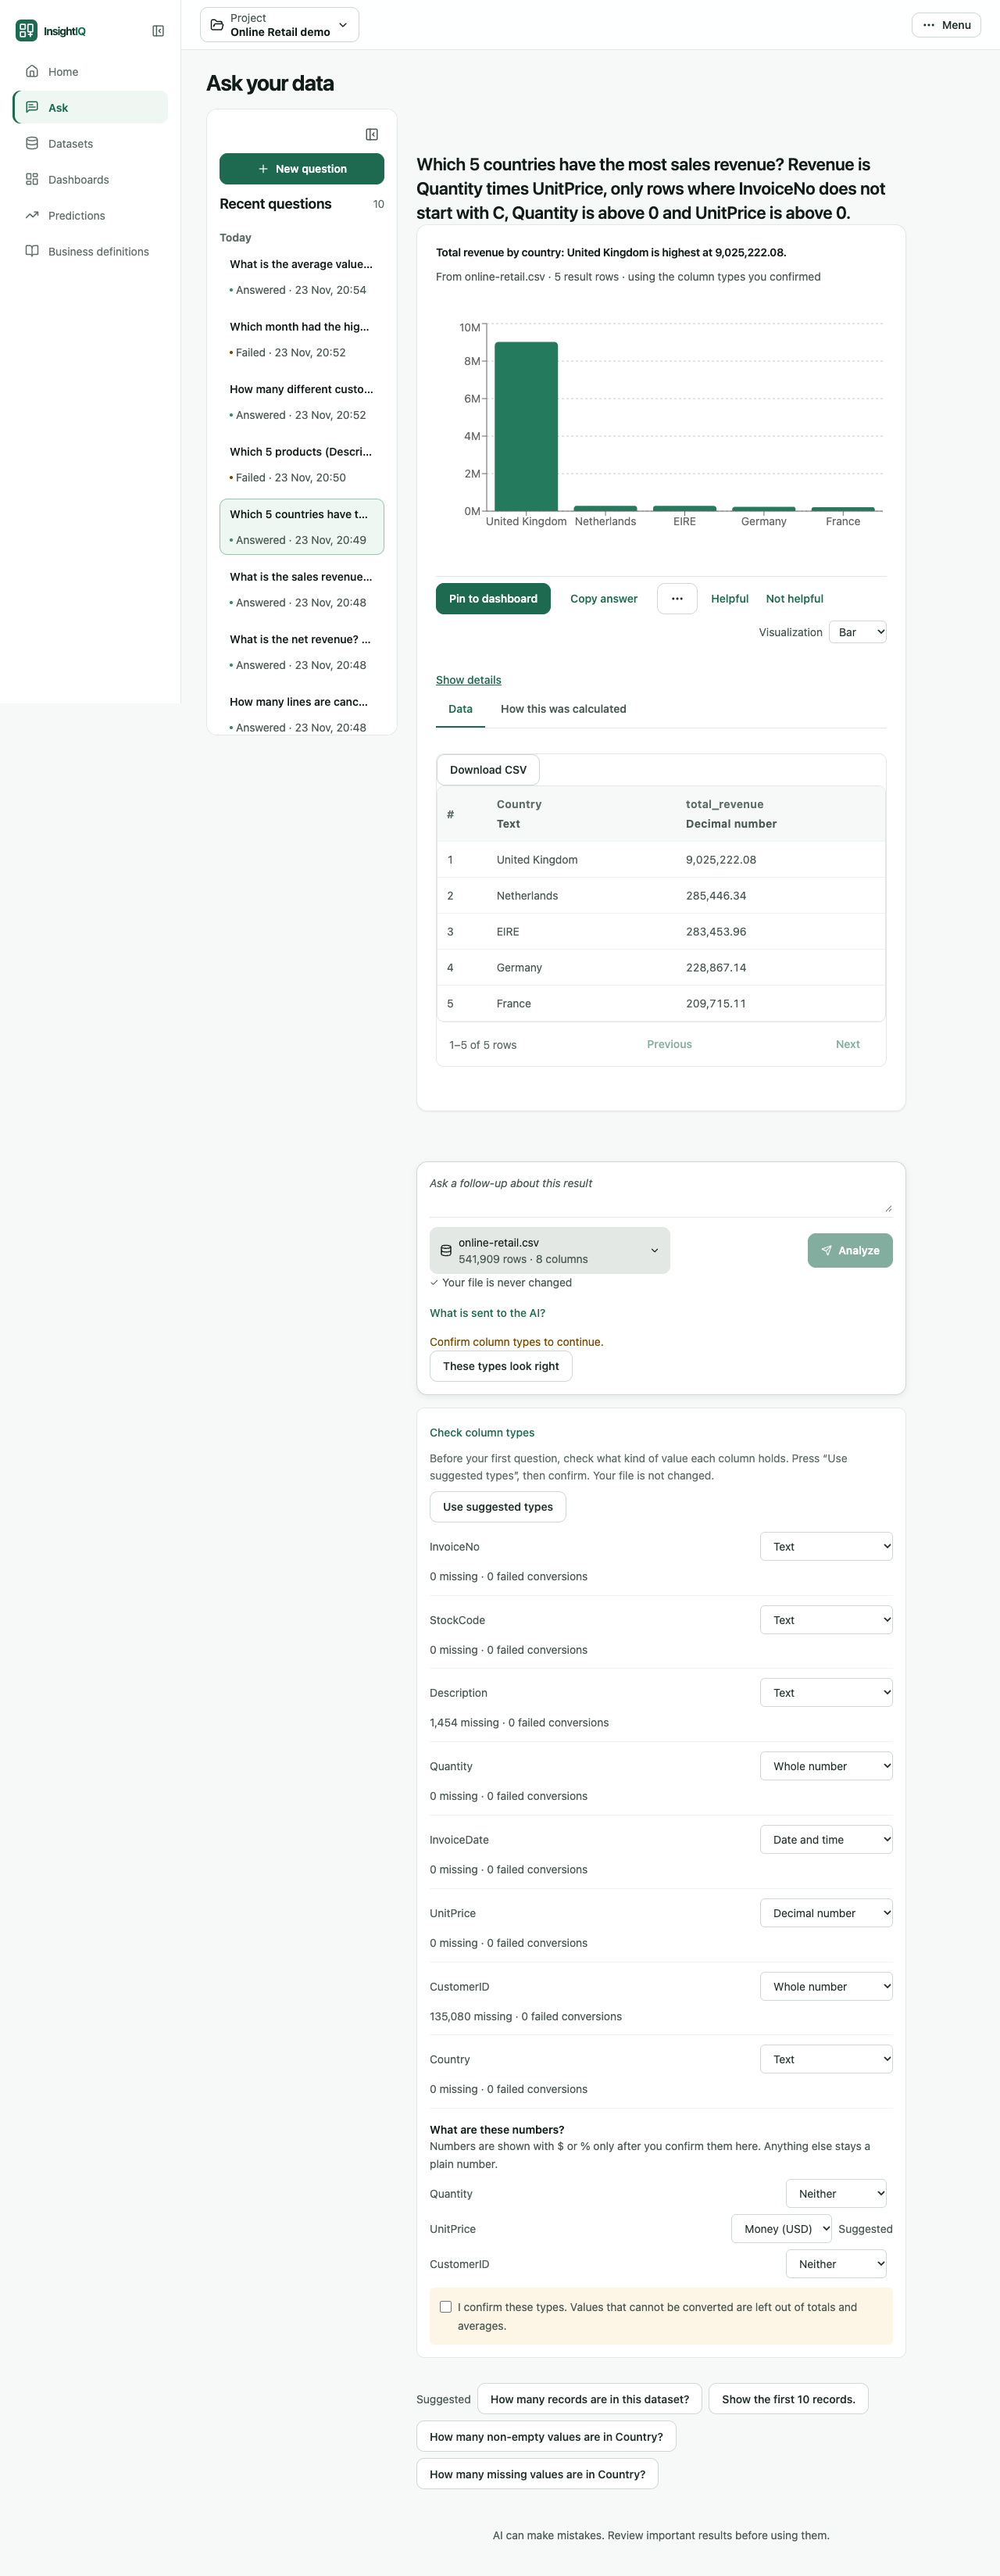 InsightIQ
Home
Ask
Datasets
Dashboards
Predictions
Business definitions
Project
Online Retail demo
Menu
Ask your data
New question
Recent questions 10
Today
What is the average value...
Answered · 23 Nov, 20:54
Which month had the hig...
Failed · 23 Nov, 20:52
How many different custo...
Answered · 23 Nov, 20:52
Which 5 products (Descri...
Failed · 23 Nov, 20:50
Which 5 countries have t...
Answered · 23 Nov, 20:49
What is the sales revenue...
Answered · 23 Nov, 20:48
What is the net revenue? ...
Answered · 23 Nov, 20:48
How many lines are canc...
Answered · 23 Nov, 20:48
Which 5 countries have the most sales revenue? Revenue is
Quantity times UnitPrice, only rows where InvoiceNo does not
start with C, Quantity is above 0 and UnitPrice is above 0.
Total revenue by country: United Kingdom is highest at 9,025,222.08.
From online-retail.csv · 5 result rows · using the column types you confirmed
10M
8M
6M
4M
2M
0M
United Kingdom Netherlands EIRE Germany France
Pin to dashboard Copy answer ··· Helpful Not helpful
Visualization Bar
Show details
Data How this was calculated
Download CSV
# Country total_revenue
Text Decimal number
1 United Kingdom 9,025,222.08
2 Netherlands 285,446.34
3 EIRE 283,453.96
4 Germany 228,867.14
5 France 209,715.11
1–5 of 5 rows Previous Next
Ask a follow-up about this result
online-retail.csv
541,909 rows · 8 columns
Analyze
✓ Your file is never changed
What is sent to the AI?
Confirm column types to continue.
These types look right
Check column types
Before your first question, check what kind of value each column holds. Press “Use
suggested types”, then confirm. Your file is not changed.
Use suggested types
InvoiceNo Text
0 missing · 0 failed conversions
StockCode Text
0 missing · 0 failed conversions
Description Text
1,454 missing · 0 failed conversions
Quantity Whole number
0 missing · 0 failed conversions
InvoiceDate Date and time
0 missing · 0 failed conversions
UnitPrice Decimal number
0 missing · 0 failed conversions
CustomerID Whole number
135,080 missing · 0 failed conversions
Country Text
0 missing · 0 failed conversions
What are these numbers?
Numbers are shown with $ or % only after you confirm them here. Anything else stays a
plain number.
Quantity Neither
UnitPrice Money (USD) Suggested
CustomerID Neither
I confirm these types. Values that cannot be converted are left out of totals and
averages.
Suggested How many records are in this dataset? Show the first 10 records.
How many non-empty values are in Country?
How many missing values are in Country?
AI can make mistakes. Review important results before using them.